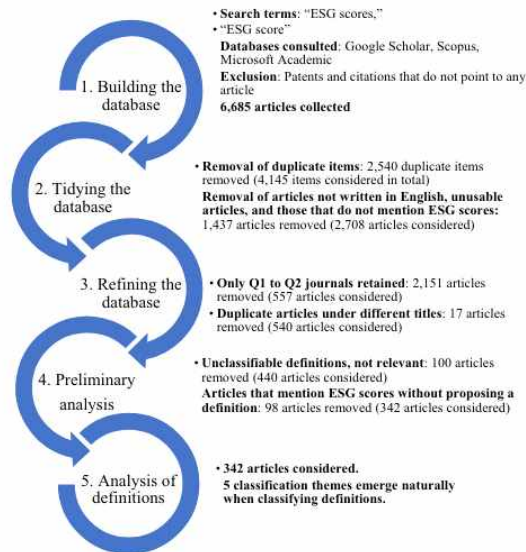 • Search terms: "ESG scores,"
• "ESG score"
Databases consulted: Google Scholar, Scopus,
Microsoft Academic
Exclusion: Patents and citations that do not point to any
article
6,685 articles collected
1. Building the
database
• Removal of duplicate items: 2,540 duplicate items
removed (4,145 items considered in total)
Removal of articles not written in English, unusable
articles, and those that do not mention ESG scores:
1,437 articles removed (2,708 articles considered)
2. Tidying the
database
• Only Q1 to Q2 journals retained: 2,151 articles
removed (557 articles considered)
• Duplicate articles under different titles: 17 articles
removed (540 articles considered)
3. Refining the
database
• Unclassifiable definitions, not relevant: 100 articles
removed (440 articles considered)
Articles that mention ESG scores without proposing a
definition: 98 articles removed (342 articles considered)
4. Preliminary
analysis
• 342 articles considered.
5 classification themes emerge naturally
when classifying definitions.
5. Analysis of
definitions